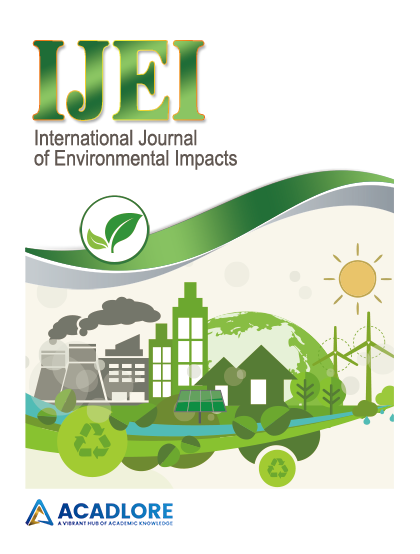 IJEI
International Journal
of Environmental Impacts
ACADLORE
A VIBRANT HUB OF ACADEMIC KNOWLEDGE